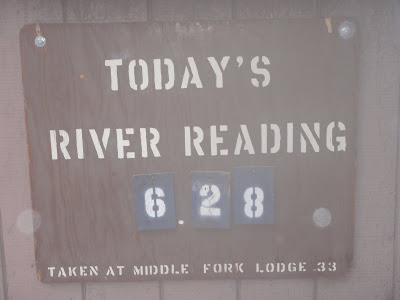 TODAY'S
RIVER READING
6.28
TAKEN AT MIDDLE FORK LODGE .33